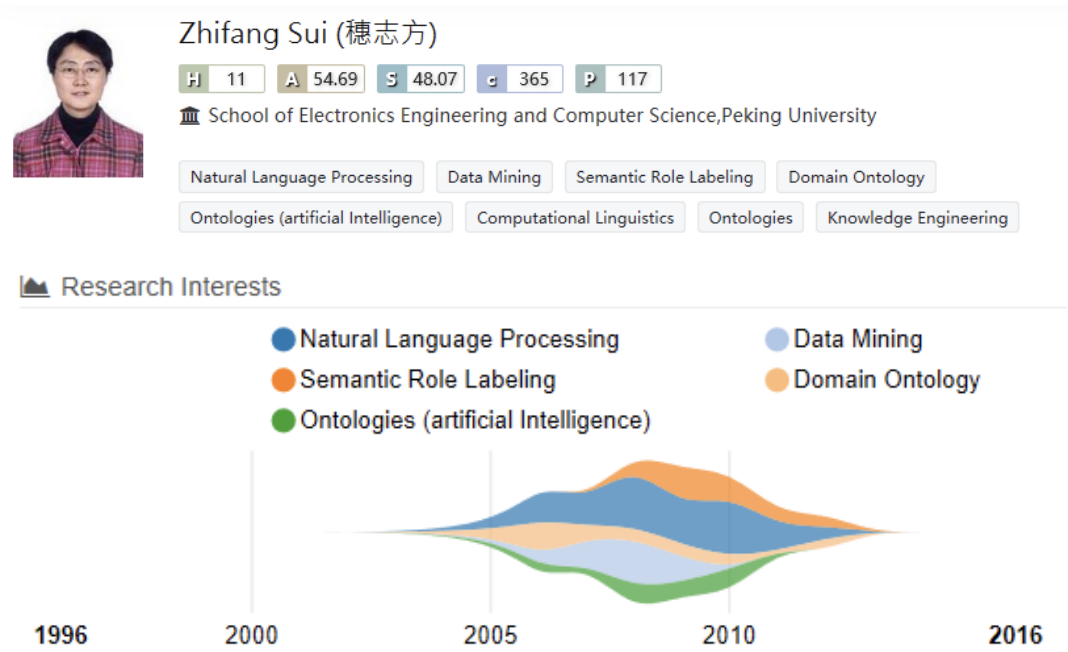 Zhifang Sui (穗志方)
H 11 A 54.69 S 48.07 c 365 P 117
School of Electronics Engineering and Computer Science,Peking University
Natural Language Processing Data Mining Semantic Role Labeling Domain Ontology
Ontologies (artificial Intelligence) Computational Linguistics Ontologies Knowledge Engineering
Research Interests
Natural Language Processing Data Mining
Semantic Role Labeling Domain Ontology
Ontologies (artificial Intelligence)
1996 2000 2005 2010 2016